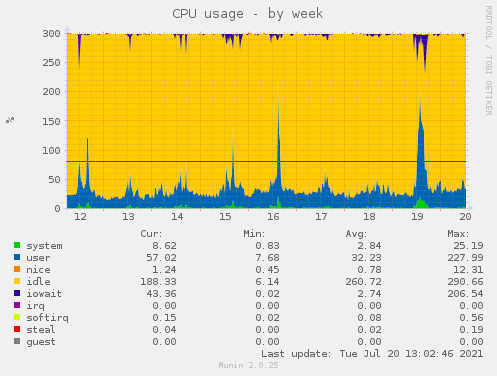 CPU usage - by week
RRDTOOL / TOBI OETIKER
%
300
250
200
150
100
50
0
12 13 14 15 16 17 18 19 20
Cur: Min: Avg: Max:
system 8.62 0.83 2.84 25.19
user 57.02 7.68 32.23 227.99
nice 1.24 0.45 0.78 12.31
idle 188.33 6.14 260.72 290.66
iowait 43.36 0.02 2.74 206.54
irq 0.00 0.00 0.00 0.00
softirq 0.15 0.02 0.08 0.56
steal 0.04 0.00 0.02 0.19
guest 0.00 0.00 0.00 0.00
Last update: Tue Jul 20 13:02:46 2021
Munin 2.0.25